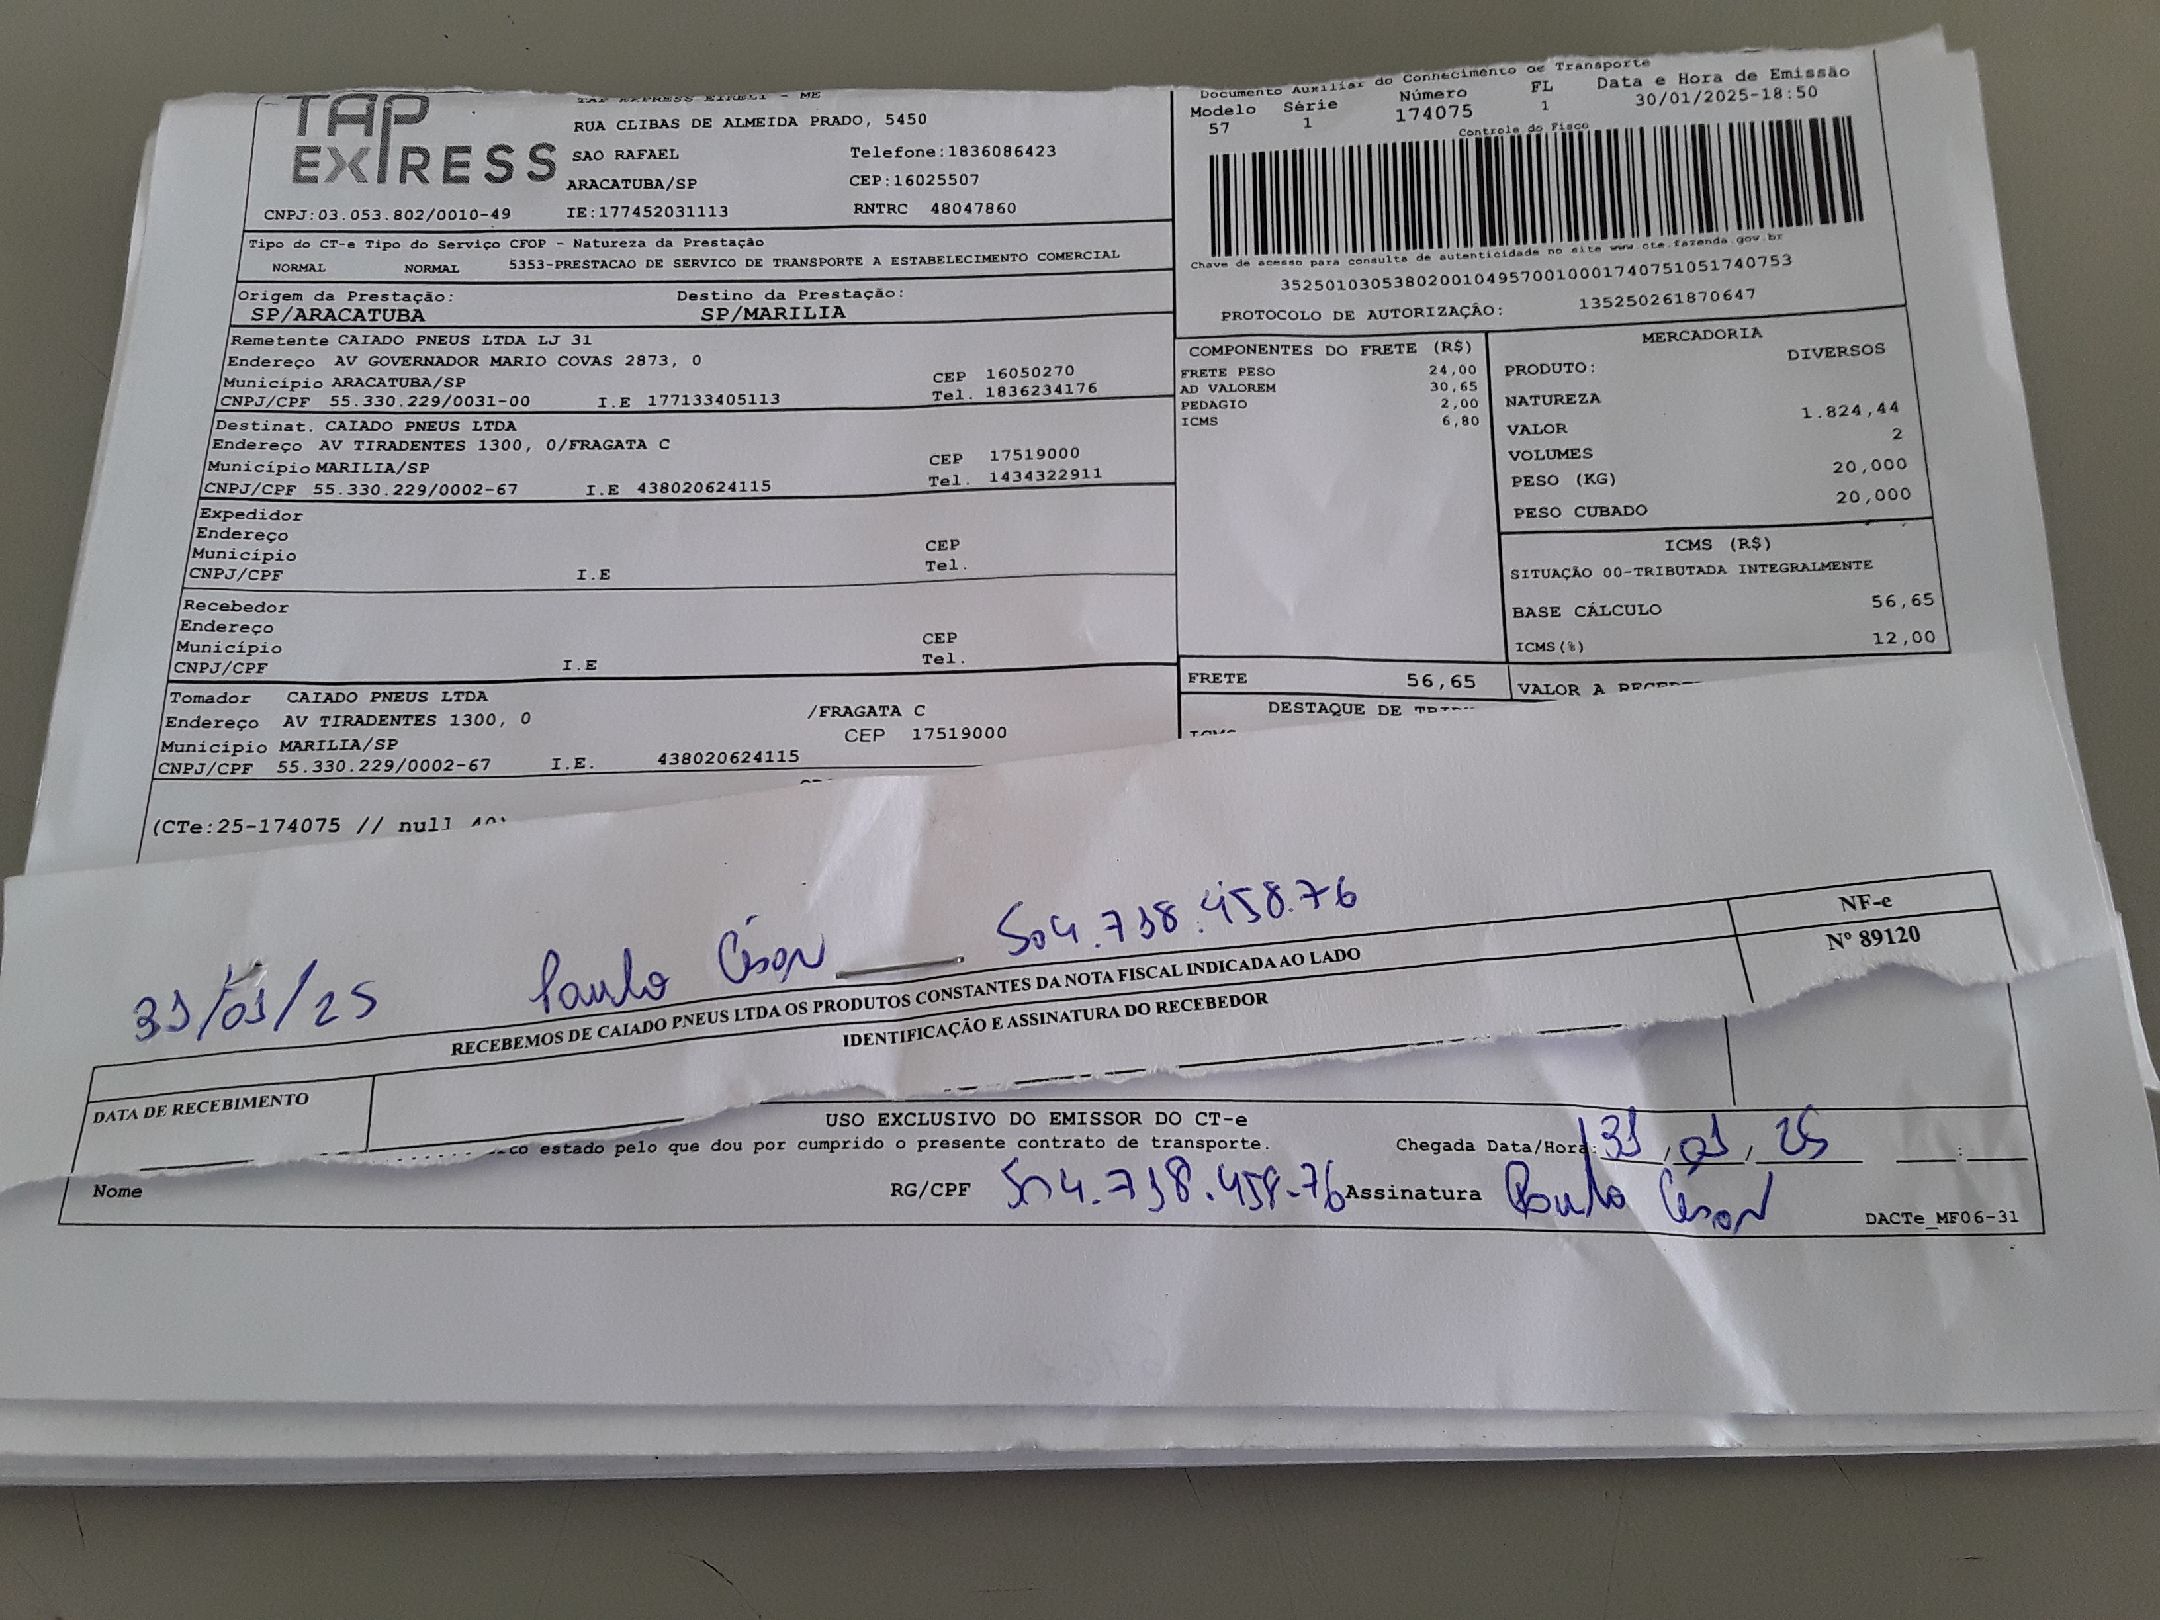 TAP
EXPRESS
TAP EXPRESS EIRELI - ME
RUA CLIBAS DE ALMEIDA PRADO, 5450
SAO RAFAEL Telefone:1836086423
ARACATUBA/SP CEP:16025507
CNPJ:03.053.802/0010-49 IE:177452031113 RNTRC 48047860
Documento Auxiliar do Conhecimento de Transporte
Modelo Série Número FL Data e Hora de Emissão
57 1 174075 1 30/01/2025-18:50
Controle do Fisco
Chave de acesso para consulta de autenticidade no site www.cte.fazenda.gov.br
35250103053802001049570010001740751051740753
PROTOCOLO DE AUTORIZAÇÃO: 135250261870647
Tipo do CT-e Tipo do Serviço CFOP - Natureza da Prestação
NORMAL NORMAL 5353-PRESTACAO DE SERVICO DE TRANSPORTE A ESTABELECIMENTO COMERCIAL
Origem da Prestação: Destino da Prestação:
SP/ARACATUBA SP/MARILIA
Remetente CAIADO PNEUS LTDA LJ 31
Endereço AV GOVERNADOR MARIO COVAS 2873, 0
Município ARACATUBA/SP CEP 16050270
CNPJ/CPF 55.330.229/0031-00 I.E 177133405113 Tel. 1836234176
Destinat. CAIADO PNEUS LTDA
Endereço AV TIRADENTES 1300, 0/FRAGATA C
Município MARILIA/SP CEP 17519000
CNPJ/CPF 55.330.229/0002-67 I.E 438020624115 Tel. 1434322911
Expedidor
Endereço
Município CEP
CNPJ/CPF I.E Tel.
Recebedor
Endereço
Município CEP
CNPJ/CPF I.E Tel.
Tomador CAIADO PNEUS LTDA
Endereço AV TIRADENTES 1300, 0 /FRAGATA C
Município MARILIA/SP CEP 17519000
CNPJ/CPF 55.330.229/0002-67 I.E. 438020624115
COMPONENTES DO FRETE (R$)
FRETE PESO 24,00
AD VALOREM 30,65
PEDAGIO 2,00
ICMS 6,80
FRETE 56,65
DESTAQUE DE
ICMS
MERCADORIA
PRODUTO: DIVERSOS
NATUREZA
VALOR 1.824,44
VOLUMES 2
PESO (KG) 20,000
PESO CUBADO 20,000
ICMS (R$)
SITUAÇÃO 00-TRIBUTADA INTEGRALMENTE
BASE CÁLCULO 56,65
ICMS(%) 12,00
VALOR A
(CTe:25-174075 // null
31/01/25 Paulo César 504.738.458.76
RECEBEMOS DE CAIADO PNEUS LTDA OS PRODUTOS CONSTANTES DA NOTA FISCAL INDICADA AO LADO
NF-e
Nº 89120
DATA DE RECEBIMENTO IDENTIFICAÇÃO E ASSINATURA DO RECEBEDOR
USO EXCLUSIVO DO EMISSOR DO CT-e
estado pelo que dou por cumprido o presente contrato de transporte. Chegada Data/Hora: 31/01/25 :
Nome RG/CPF 504.738.458-76 Assinatura Paulo César
DACTe_MF06-31